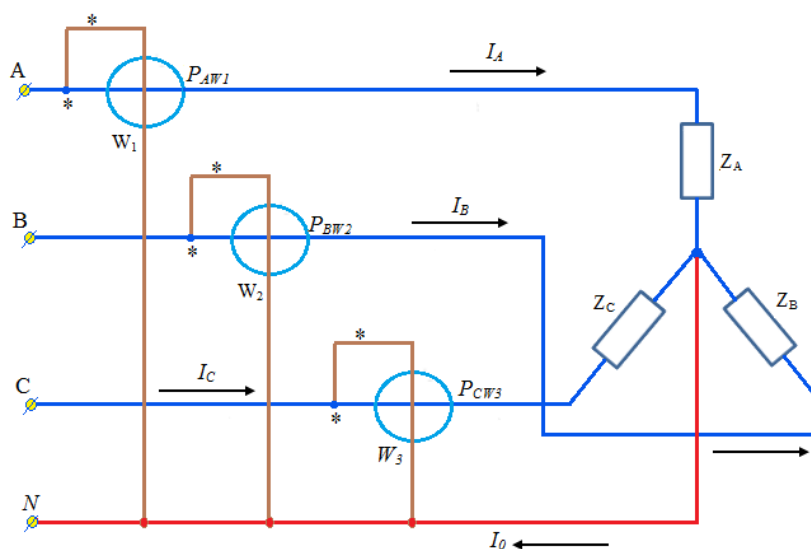 *
A
*
P_AW1
I_A
W₁
Z_A
*
B
*
P_BW2
I_B
W₂
Z_C
Z_B
*
C
I_C
*
P_CW3
W₃
N
I_0